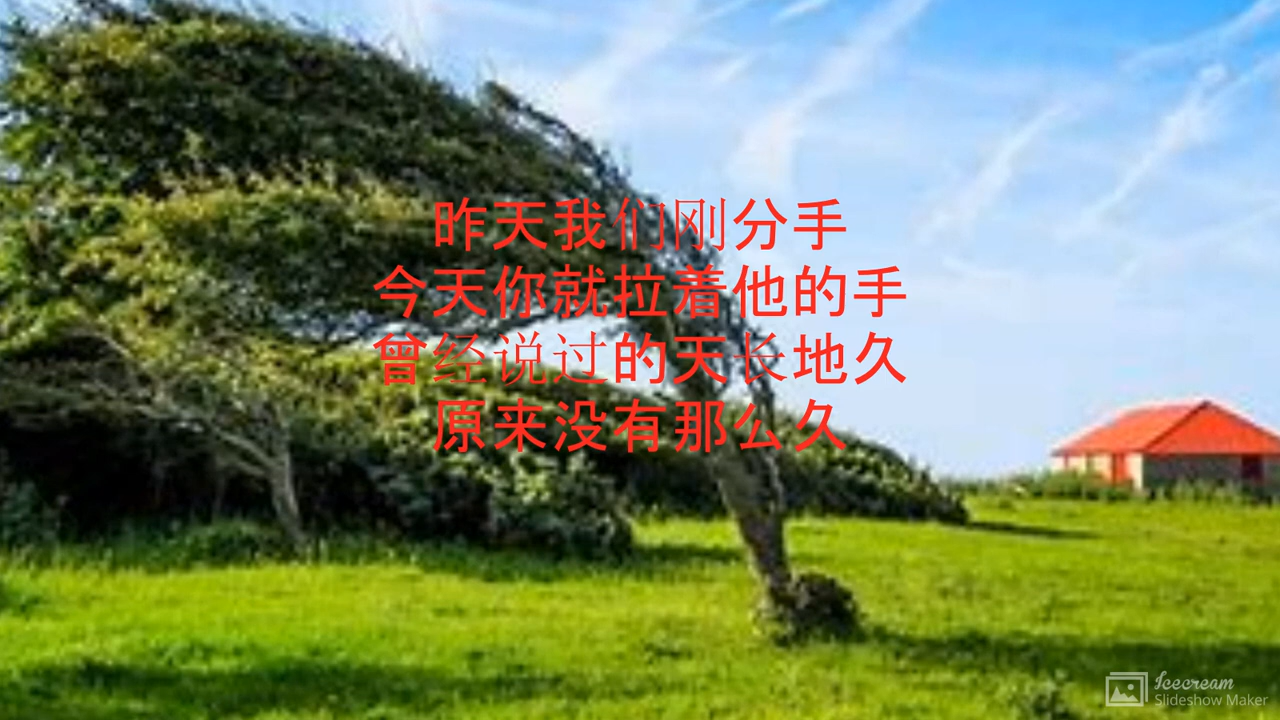 昨天我们刚分手
今天你就拉着他的手
曾经说过的天长地久
原来没有那么久
Icecream
Slideshow Maker